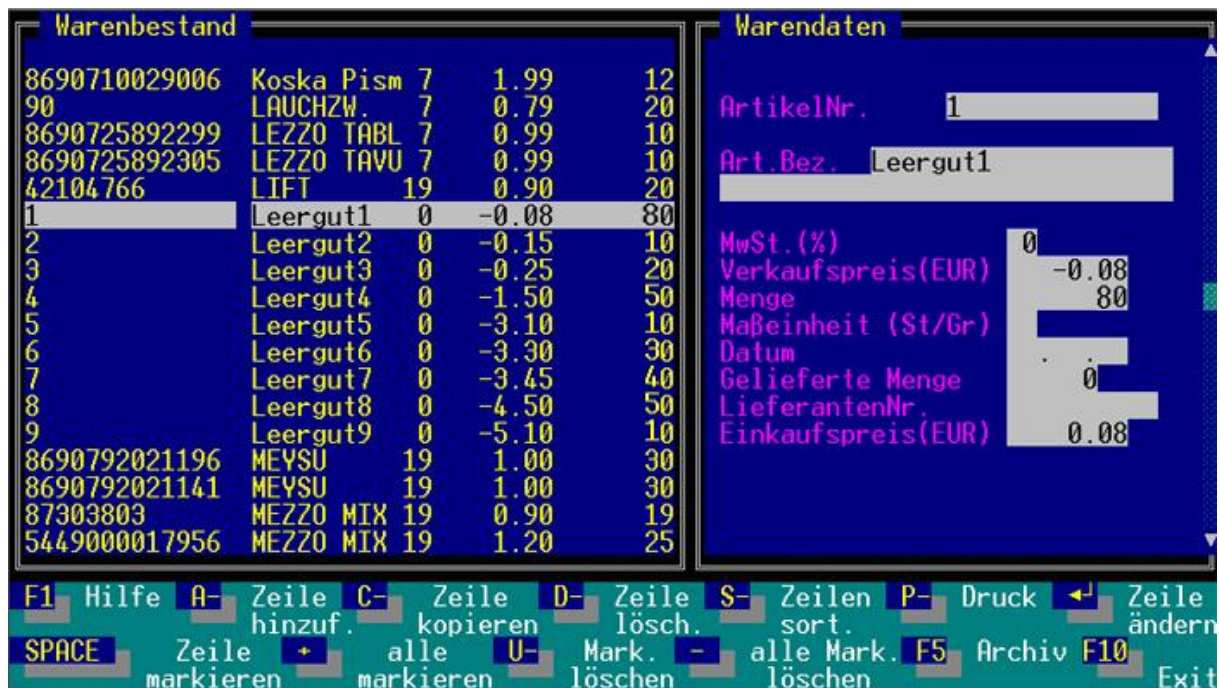 Warenbestand
8690710029006 Koska Pism 7 1.99 12
90 LAUCHZW. 7 0.79 20
8690725892299 LEZZO TABL 7 0.99 10
8690725892305 LEZZO TAVU 7 0.99 10
42104766 LIFT 19 0.90 20
1 Leergut1 0 -0.08 80
2 Leergut2 0 -0.15 10
3 Leergut3 0 -0.25 20
4 Leergut4 0 -1.50 50
5 Leergut5 0 -3.10 10
6 Leergut6 0 -3.30 30
7 Leergut7 0 -3.45 40
8 Leergut8 0 -4.50 50
9 Leergut9 0 -5.10 10
8690792021196 MEYSU 19 1.00 30
8690792021141 MEYSU 19 1.00 30
87303803 MEZZO MIX 19 0.90 19
5449000017956 MEZZO MIX 19 1.20 25
Warendaten
ArtikelNr. 1
Art.Bez. Leergut1
MwSt.(%) 0
Verkaufspreis(EUR) -0.08
Menge 80
Maßeinheit (St/Gr)
Datum . .
Gelieferte Menge 0
LieferantenNr.
Einkaufspreis(EUR) 0.08
F1 Hilfe A- Zeile C- Zeile D- Zeile S- Zeilen P- Druck ◄┘ Zeile
hinzuf. kopieren lösch. sort. ändern
SPACE Zeile + alle U- Mark. - alle Mark. F5 Archiv F10
markieren markieren löschen löschen Exit